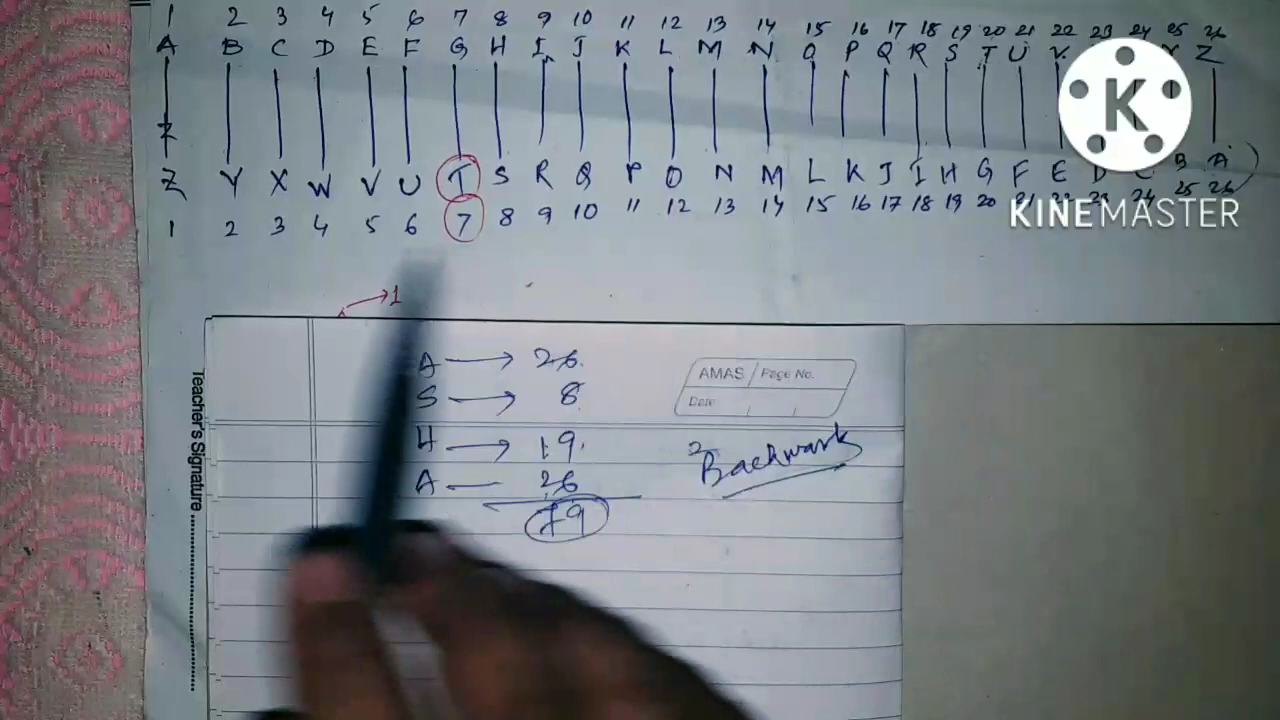 1 2 3 4 5 6 7 8 9 10 11 12 13 14 15 16 17 18 19 20 21 22 23 24 25 26
A B C D E F G H I J K L M N O P Q R S T U V Z
Z
Z Y X W V U T S R Q P O N M L K J I H G F E D C B A
1 2 3 4 5 6 7 8 9 10 11 12 13 14 15 16 17 18 19 20 21 22 23 24 25 26
K
KINEMASTER
1
A → 26
S → 8
H → 19
A — 26
79
AMAS Page No.
Date
Backward
Teacher's Signature